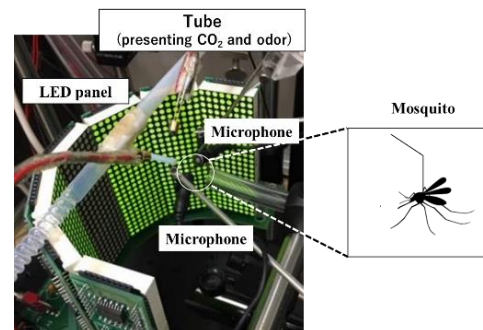 Tube
(presenting CO₂ and odor)
LED panel
Microphone
Mosquito
Microphone